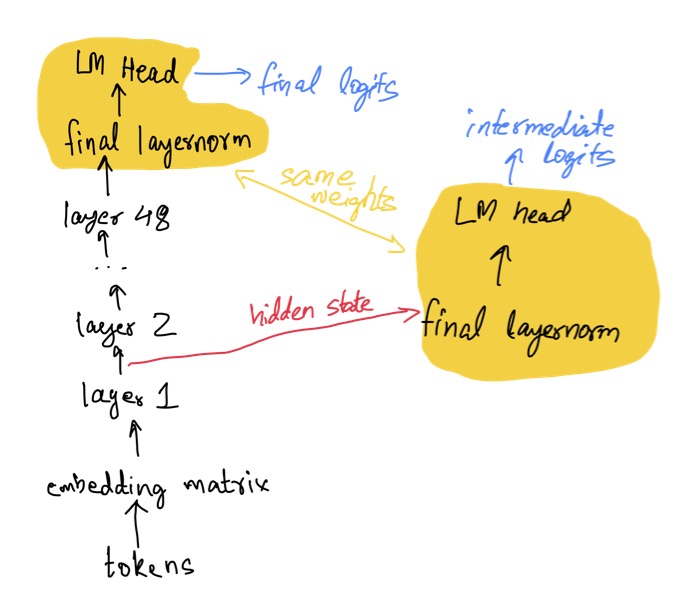 LM Head
final logits
final layernorm
layer 48
...
layer 2
layer 1
embedding matrix
tokens
same
weights
hidden state
intermediate
logits
LM head
final layernorm